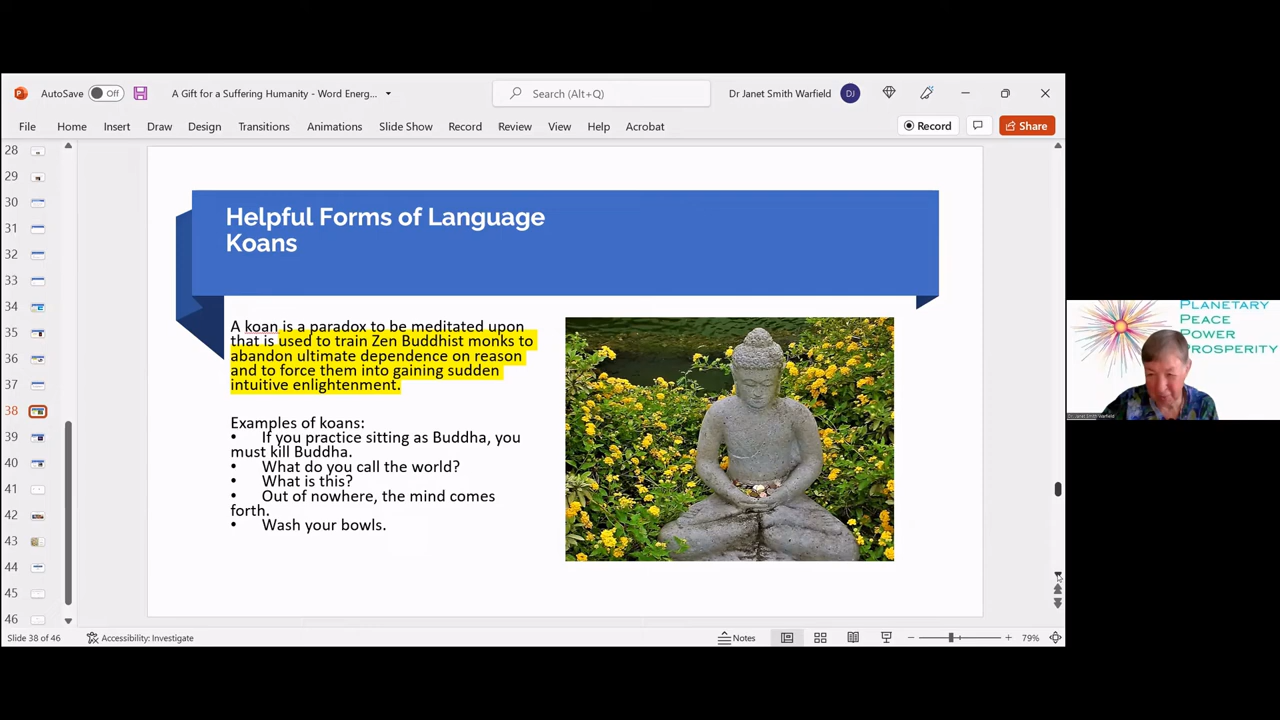 AutoSave
Off
A Gift for a Suffering Humanity - Word Energ...
Search (Alt+Q)
Dr Janet Smith Warfield
DJ
File Home Insert Draw Design Transitions Animations Slide Show Record Review View Help Acrobat
Record
Share
28
29
30
31
32
33
34
35
36
37
38
39
40
41
42
43
44
45
46
Helpful Forms of Language
Koans
A koan is a paradox to be meditated upon
that is used to train Zen Buddhist monks to
abandon ultimate dependence on reason
and to force them into gaining sudden
intuitive enlightenment.
Examples of koans:
• If you practice sitting as Buddha, you
must kill Buddha.
• What do you call the world?
• What is this?
• Out of nowhere, the mind comes
forth.
• Wash your bowls.
PLANETARY
PEACE
POWER
PROSPERITY
Dr. Janet Smith Warfield
Slide 38 of 46
Accessibility: Investigate
Notes
79%